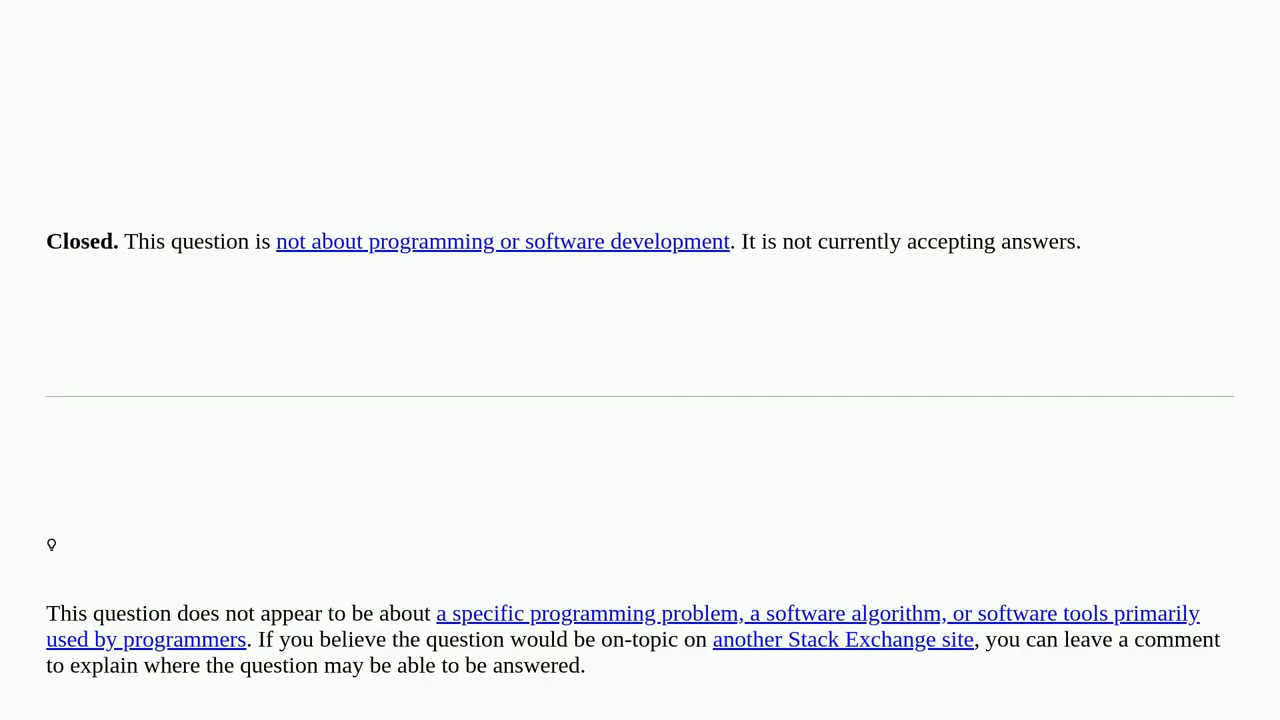 Closed. This question is not about programming or software development. It is not currently accepting answers.
This question does not appear to be about a specific programming problem, a software algorithm, or software tools primarily
used by programmers. If you believe the question would be on-topic on another Stack Exchange site, you can leave a comment
to explain where the question may be able to be answered.